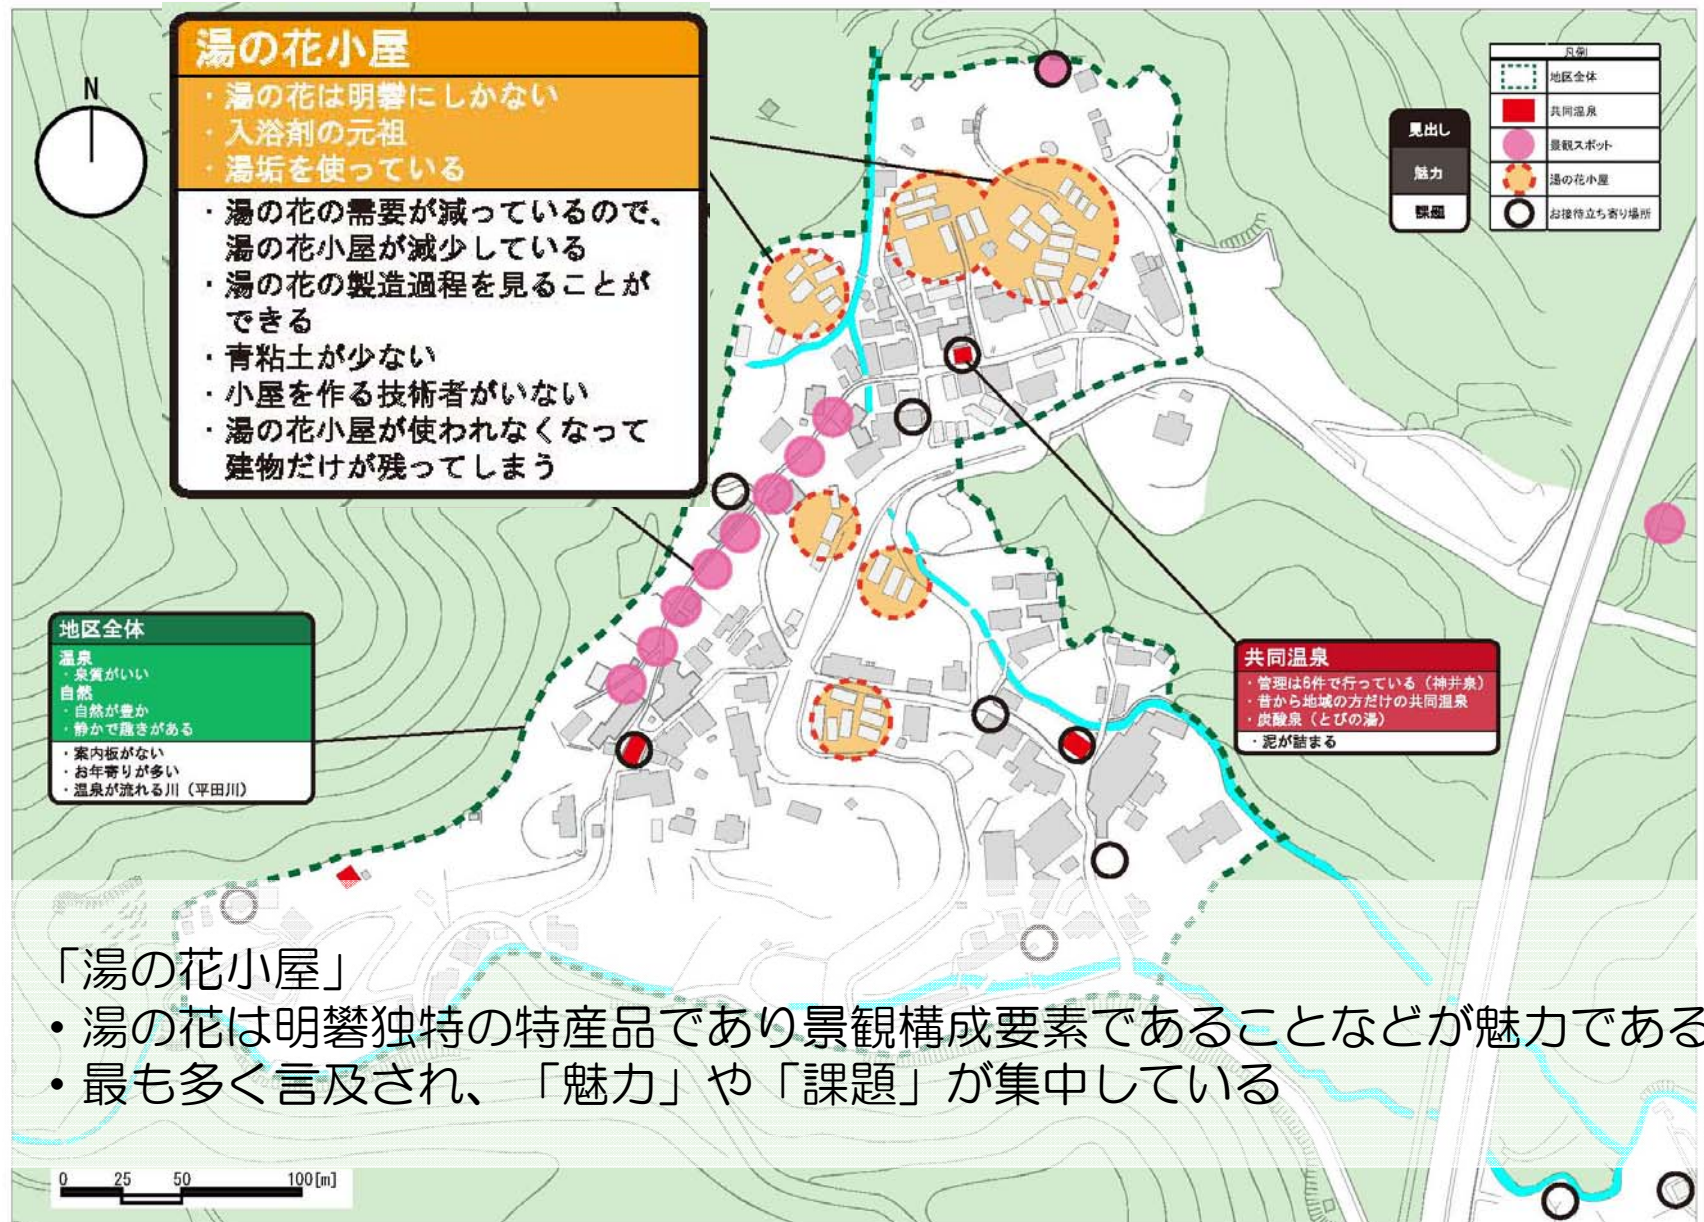 湯の花小屋
・湯の花は明礬にしかない
・入浴剤の元祖
・湯垢を使っている
・湯の花の需要が減っているので、
湯の花小屋が減少している
・湯の花の製造過程を見ることが
できる
・青粘土が少ない
・小屋を作る技術者がいない
・湯の花小屋が使われなくなって
建物だけが残ってしまう
N
見出し
魅力
課題
凡例
地区全体
共同温泉
景観スポット
湯の花小屋
お接待立ち寄り場所
地区全体
温泉
・泉質がいい
自然
・自然が豊か
・静かで趣きがある
・案内板がない
・お年寄りが多い
・温泉が流れる川（平田川）
共同温泉
・管理は6件で行っている（神井泉）
・昔から地域の方だけの共同温泉
・炭酸泉（とびの湯）
・泥が詰まる
「湯の花小屋」
・湯の花は明礬独特の特産品であり景観構成要素であることなどが魅力である
・最も多く言及され、「魅力」や「課題」が集中している
0 25 50 100[m]